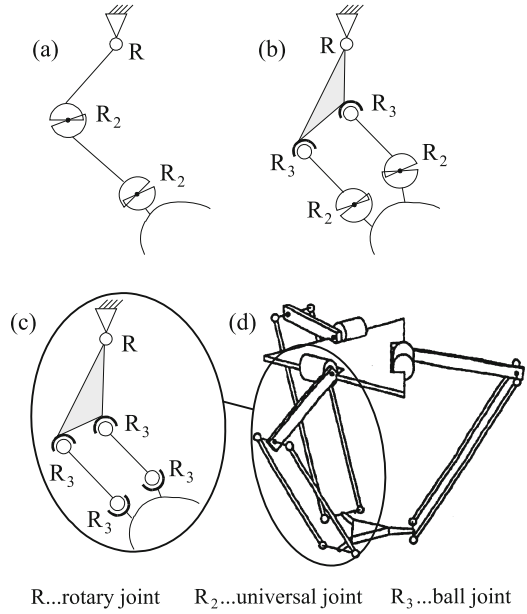 (a)
R
R₂
R₂
(b)
R
R₃
R₃
R₂
R₂
(c)
R
R₃
R₃
R₃
R₃
(d)
R...rotary joint R₂...universal joint R₃...ball joint